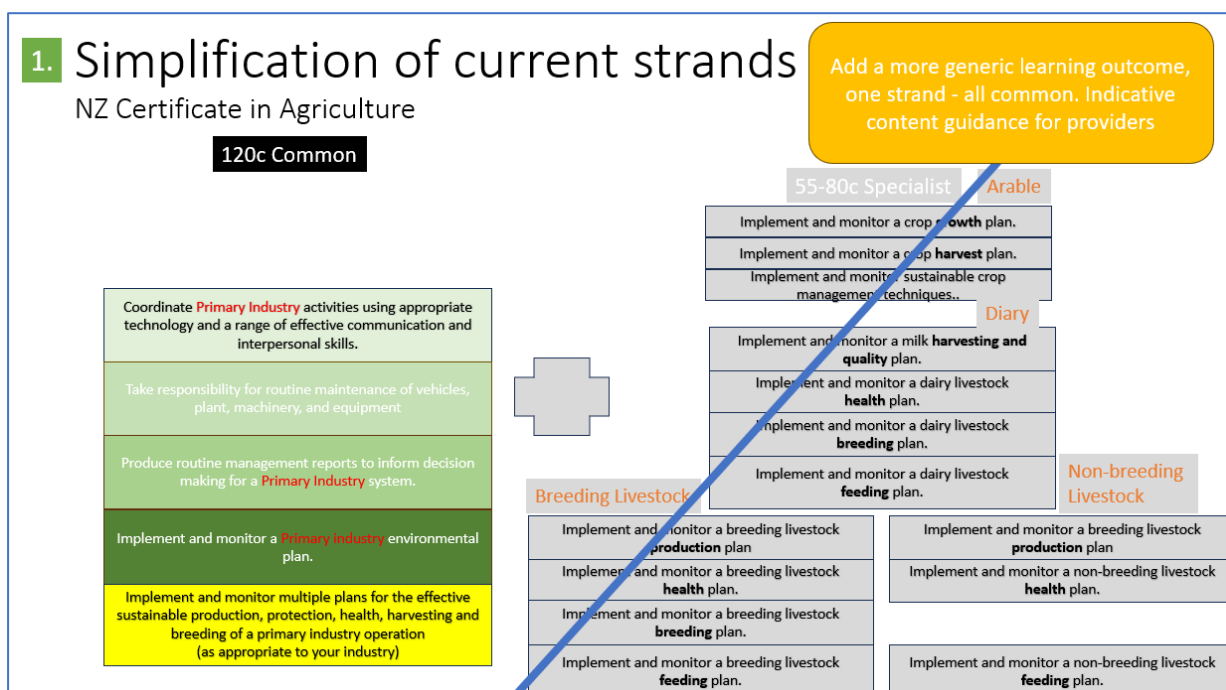 1. Simplification of current strands
NZ Certificate in Agriculture
Add a more generic learning outcome,
one strand - all common. Indicative
content guidance for providers
120c Common
Coordinate Primary Industry activities using appropriate
technology and a range of effective communication and
interpersonal skills.
Take responsibility for routine maintenance of vehicles,
plant, machinery, and equipment
Produce routine management reports to inform decision
making for a Primary Industry system.
Implement and monitor a Primary industry environmental
plan.
Implement and monitor multiple plans for the effective
sustainable production, protection, health, harvesting and
breeding of a primary industry operation
(as appropriate to your industry)
55-80c Specialist
Arable
Implement and monitor a crop growth plan.
Implement and monitor a crop harvest plan.
Implement and monitor sustainable crop
management techniques..
Diary
Implement and monitor a milk harvesting and
quality plan.
Implement and monitor a dairy livestock
health plan.
Implement and monitor a dairy livestock
breeding plan.
Implement and monitor a dairy livestock
feeding plan.
Breeding Livestock
Implement and monitor a breeding livestock
production plan
Implement and monitor a breeding livestock
health plan.
Implement and monitor a breeding livestock
breeding plan.
Implement and monitor a breeding livestock
feeding plan.
Non-breeding
Livestock
Implement and monitor a breeding livestock
production plan
Implement and monitor a non-breeding livestock
health plan.
Implement and monitor a non-breeding livestock
feeding plan.